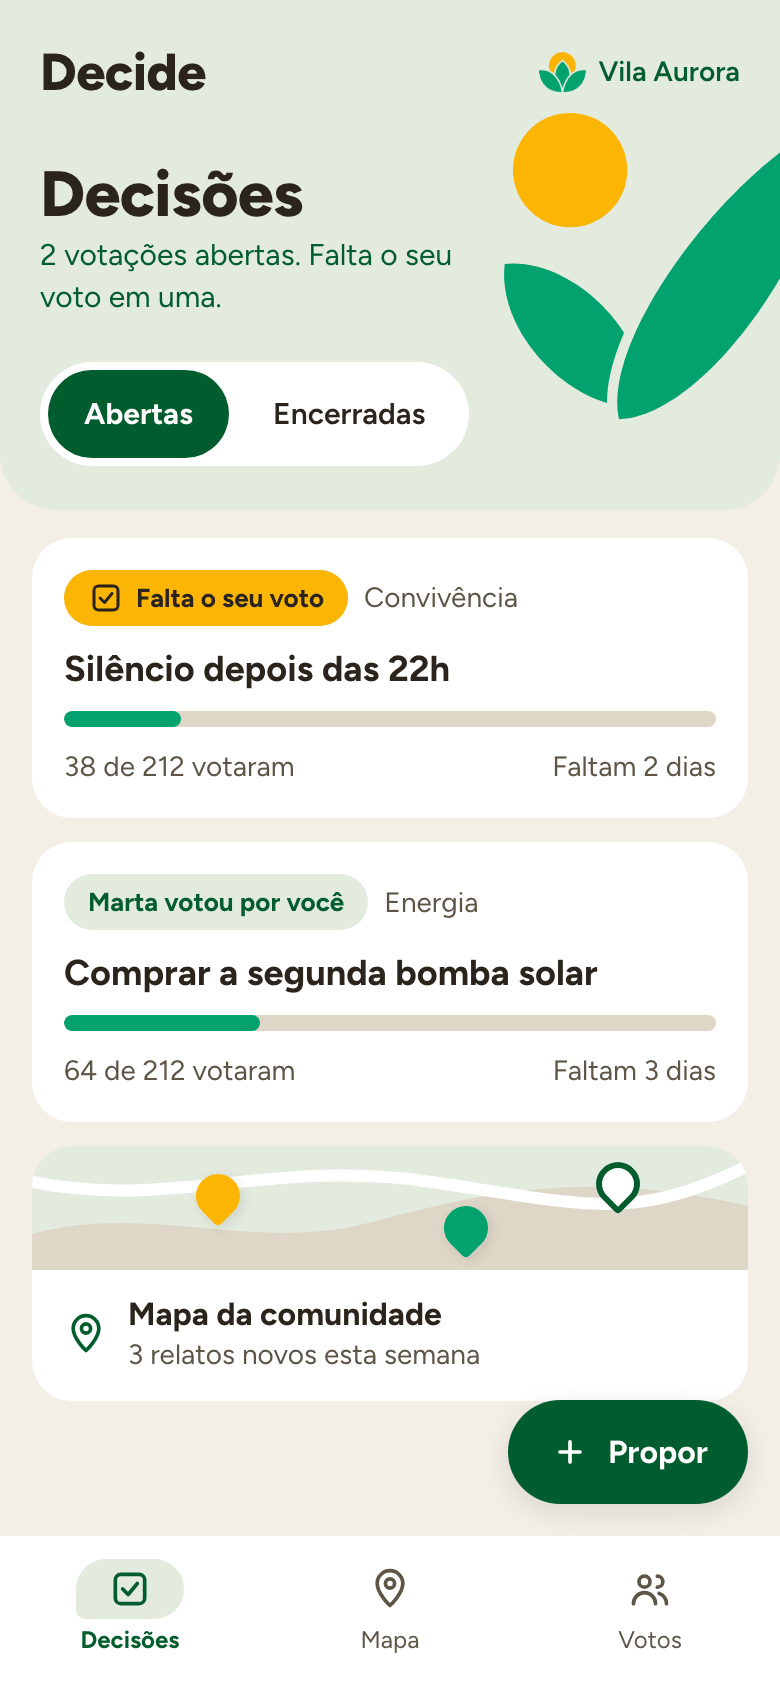 Decide
Vila Aurora
Decisões
2 votações abertas. Falta o seu
voto em uma.
Abertas
Encerradas
Falta o seu voto
Convivência
Silêncio depois das 22h
38 de 212 votaram
Faltam 2 dias
Marta votou por você
Energia
Comprar a segunda bomba solar
64 de 212 votaram
Faltam 3 dias
Mapa da comunidade
3 relatos novos esta semana
Propor
Decisões
Mapa
Votos